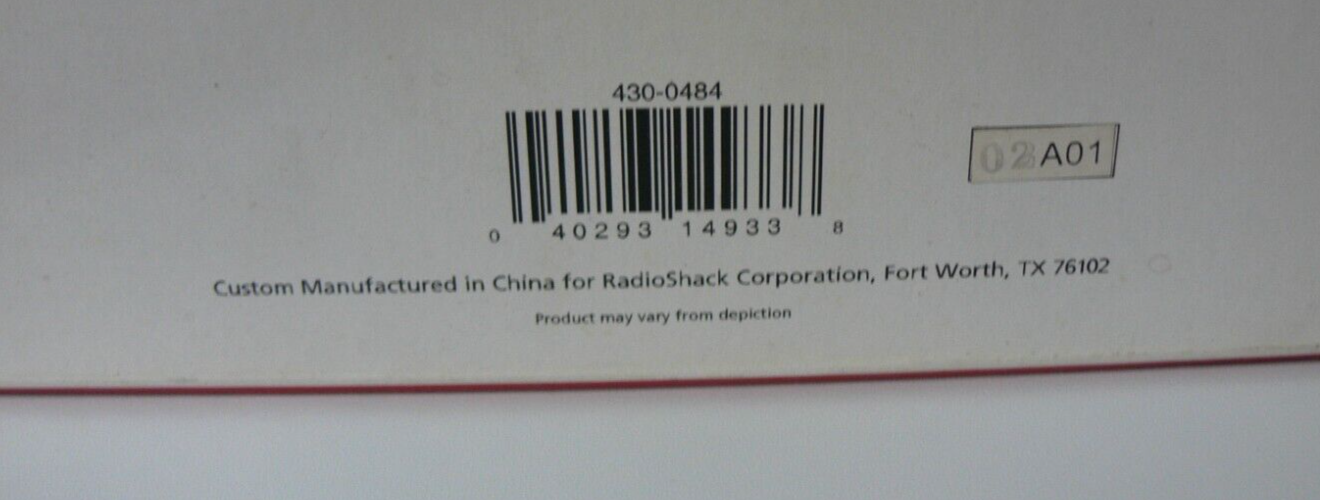 430-0484
02A01
0 40293 14933 8
Custom Manufactured in China for RadioShack Corporation, Fort Worth, TX 76102
Product may vary from depiction